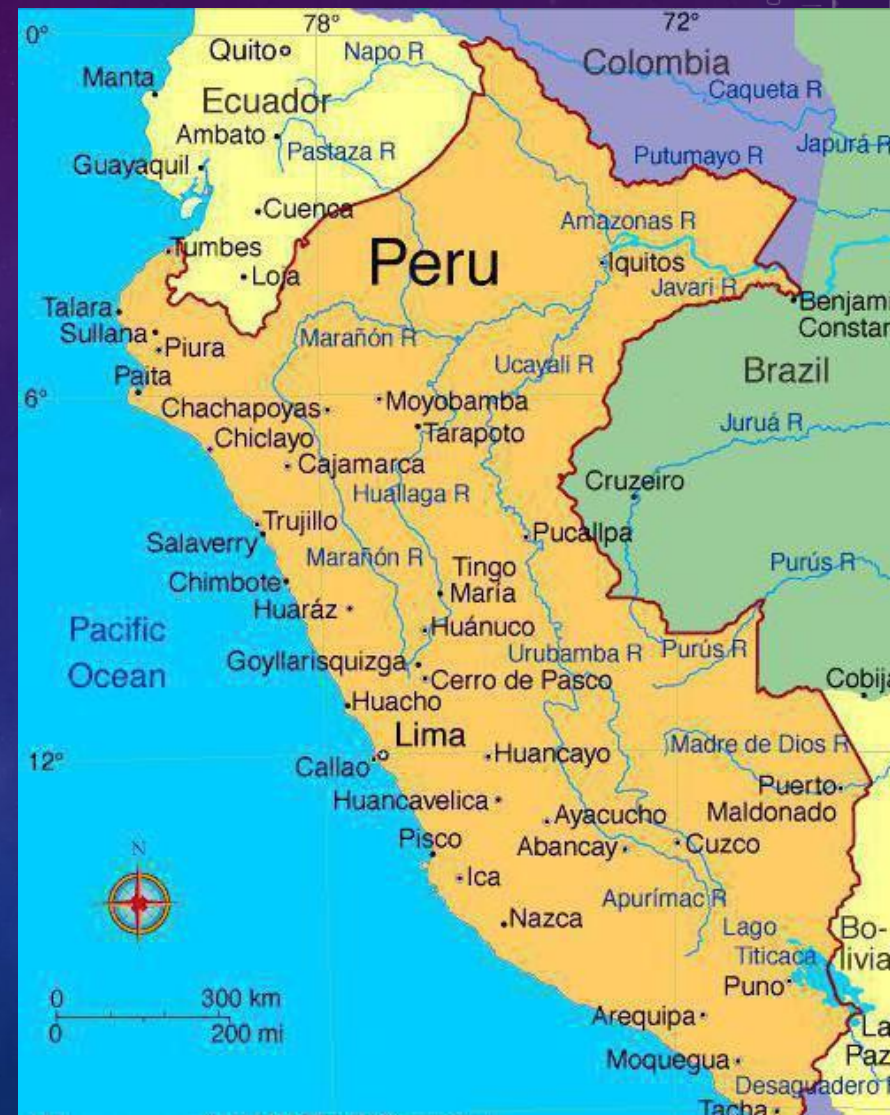 0°
78°
72°
Quito
Napo R
Colombia
Manta
Caqueta R
Ecuador
Ambato
Pastaza R
Japurá R
Guayaquil
Putumayo R
Cuenca
Amazonas R
Tumbes
Peru
Iquitos
Loja
Javari R
Talara
Benjami
Constar
Sullana
Marañón R
Piura
Ucayali R
Paita
Brazil
6°
Moyobamba
Chachapoyas
Juruá R
Tarapoto
Chiclayo
Cajamarca
Cruzeiro
Huallaga R
Trujillo
Pucallpa
Salaverry
Marañón R
Tingo
María
Purús R
Chimbote
Huaráz
Huánuco
Pacific
Ocean
Urubamba R
Purús R
Goyllarisquizga
Cerro de Pasco
Cobija
Huacho
Lima
Huancayo
Madre de Dios R
12°
Callao
Puerto
Maldonado
Huancavelica
Ayacucho
Pisco
Abancay
Cuzco
N
Ica
Apurímac R
Nazca
Lago
Titicaca
Bo-
livia
Puno
0 300 km
0 200 mi
Arequipa
La
Paz
Moquegua
Desaguadero
Tacha